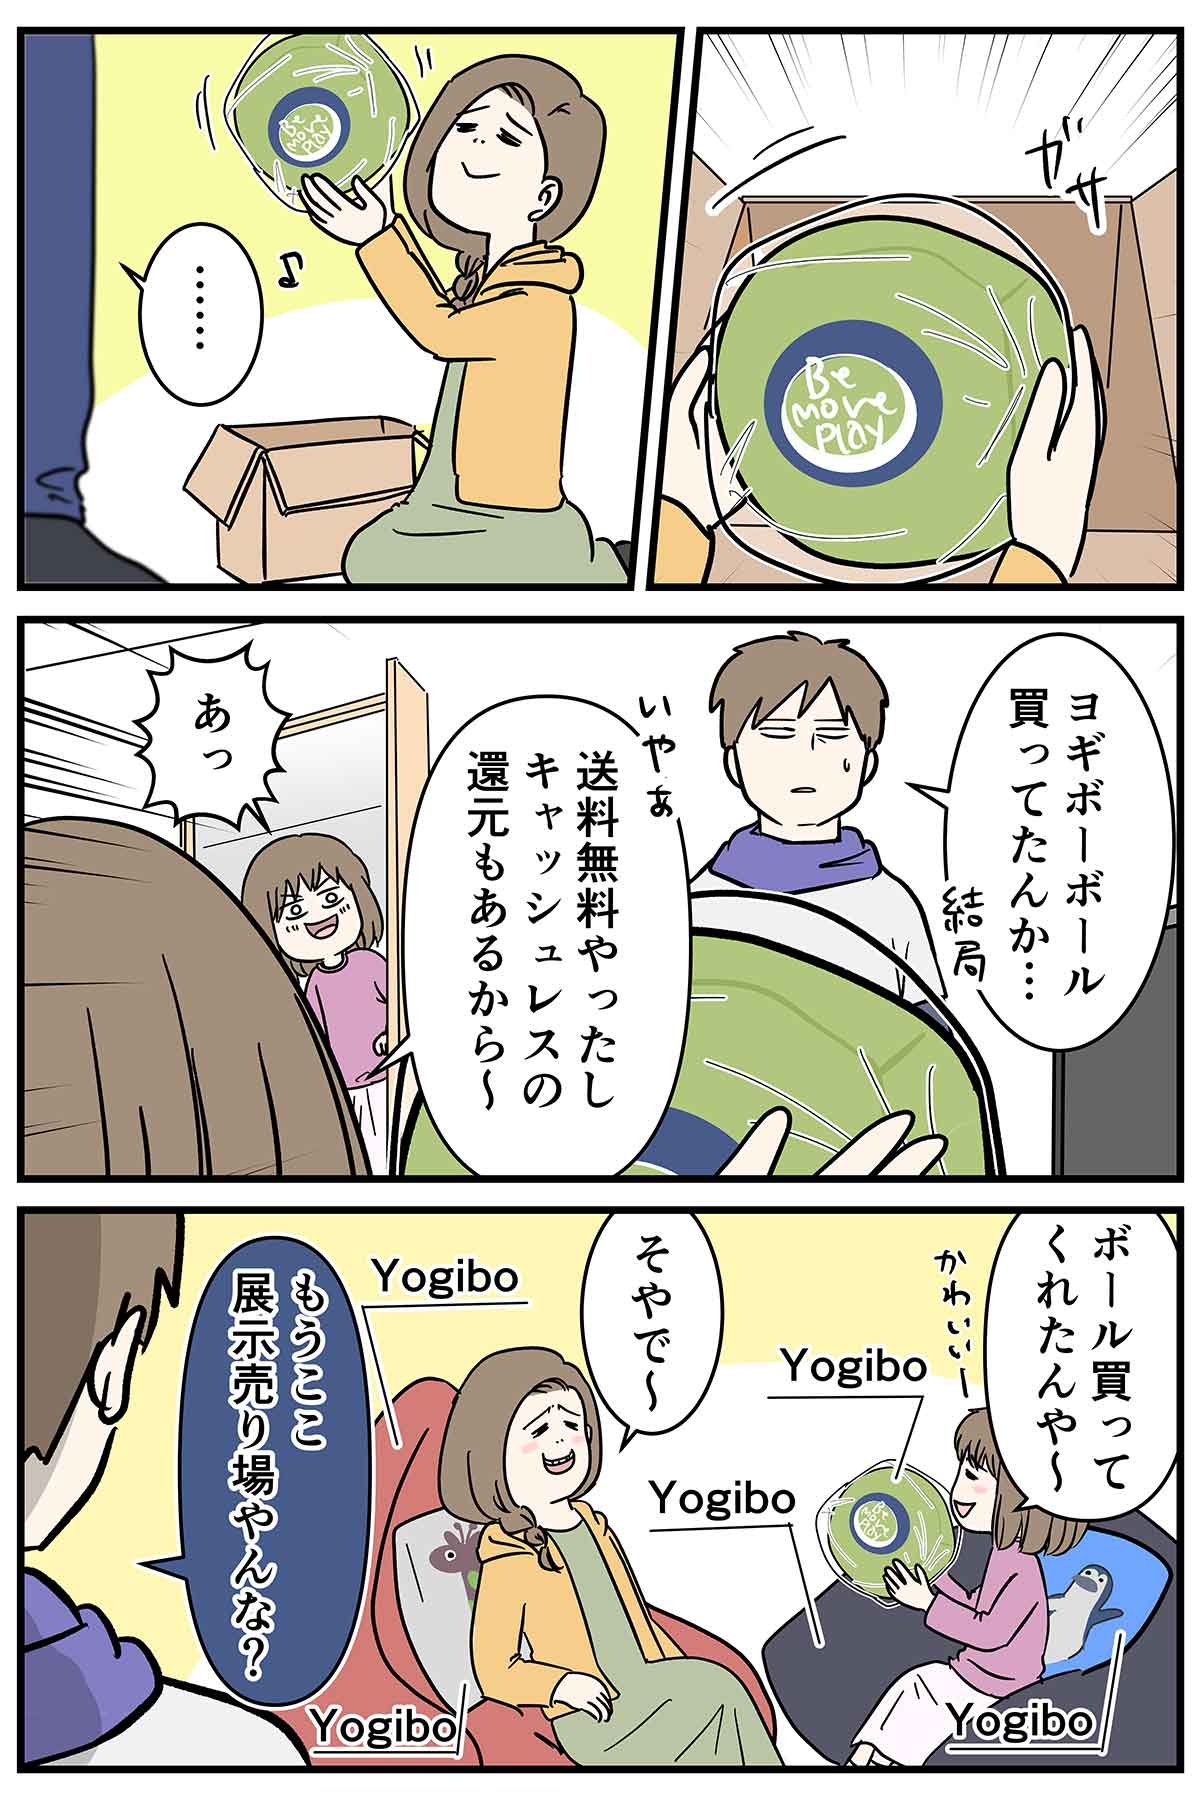 ガサ
Be
move
play
Be
move
play
……
ヨギボーボール
買ってたんか…
結局
いやぁ
送料無料やったし
キャッシュレスの
還元もあるから〜
あっ
ボール買って
くれたんや〜
かわいいー
そやで〜
Yogibo
Yogibo
Yogibo
Be
move
play
Yogibo
Yogibo
もうここ
展示売り場やんな?